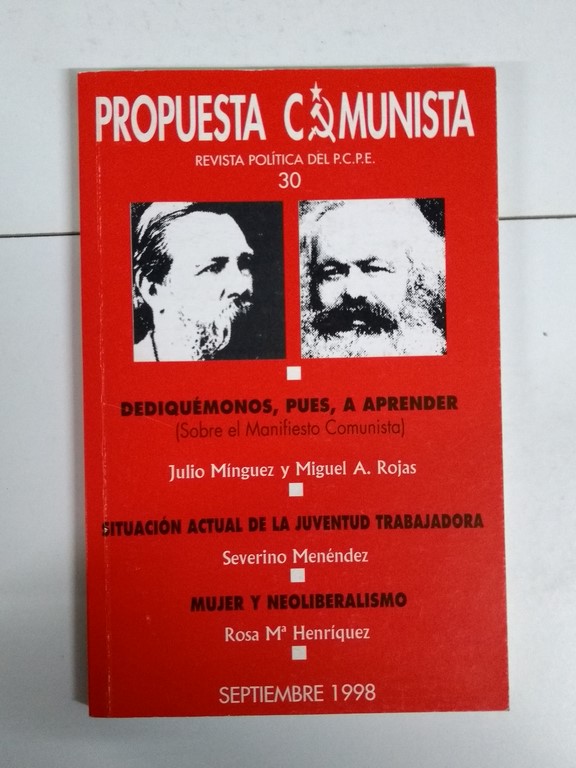 PROPUESTA COMUNISTA
REVISTA POLÍTICA DEL P.C.P.E.
30
DEDIQUÉMONOS, PUES, A APRENDER
(Sobre el Manifiesto Comunista)
Julio Mínguez y Miguel A. Rojas
SITUACIÓN ACTUAL DE LA JUVENTUD TRABAJADORA
Severino Menéndez
MUJER Y NEOLIBERALISMO
Rosa Mª Henríquez
SEPTIEMBRE 1998